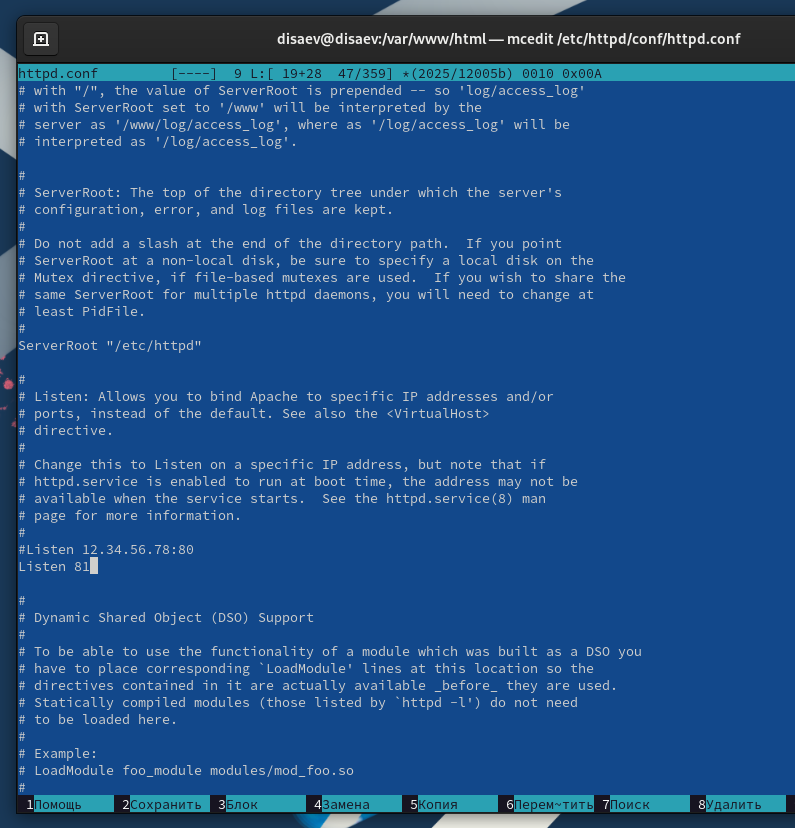 disaev@disaev:/var/www/html — mcedit /etc/httpd/conf/httpd.conf
httpd.conf         [----]  9 L:[ 19+28  47/359] *(2025/12005b) 0010 0x00A
# with "/", the value of ServerRoot is prepended -- so 'log/access_log'
# with ServerRoot set to '/www' will be interpreted by the
# server as '/www/log/access_log', where as '/log/access_log' will be
# interpreted as '/log/access_log'.
#
# ServerRoot: The top of the directory tree under which the server's
# configuration, error, and log files are kept.
#
# Do not add a slash at the end of the directory path.  If you point
# ServerRoot at a non-local disk, be sure to specify a local disk on the
# Mutex directive, if file-based mutexes are used.  If you wish to share the
# same ServerRoot for multiple httpd daemons, you will need to change at
# least PidFile.
#
ServerRoot "/etc/httpd"
#
# Listen: Allows you to bind Apache to specific IP addresses and/or
# ports, instead of the default. See also the <VirtualHost>
# directive.
#
# Change this to Listen on a specific IP address, but note that if
# httpd.service is enabled to run at boot time, the address may not be
# available when the service starts.  See the httpd.service(8) man
# page for more information.
#
#Listen 12.34.56.78:80
Listen 81
#
# Dynamic Shared Object (DSO) Support
#
# To be able to use the functionality of a module which was built as a DSO you
# have to place corresponding `LoadModule' lines at this location so the
# directives contained in it are actually available _before_ they are used.
# Statically compiled modules (those listed by `httpd -l') do not need
# to be loaded here.
#
# Example:
# LoadModule foo_module modules/mod_foo.so
#
1Помощь 2Сохранить 3Блок 4Замена 5Копия 6Перем~тить 7Поиск 8Удалить